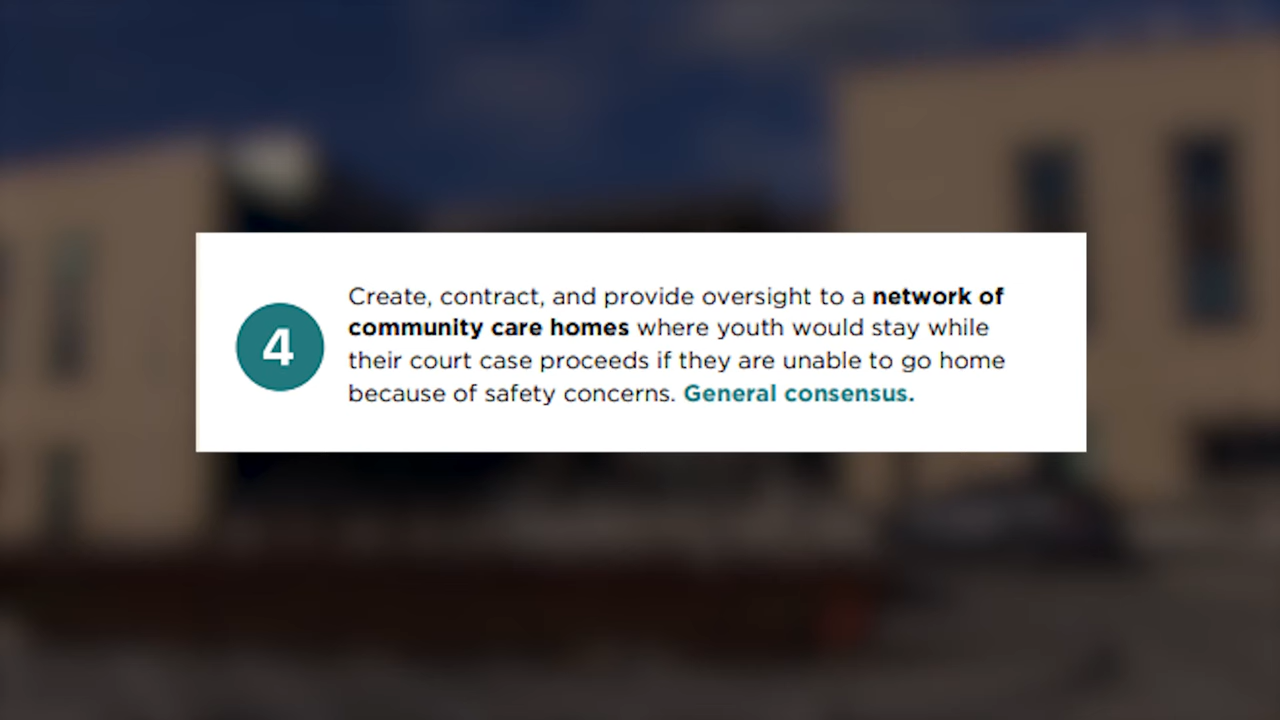 4
Create, contract, and provide oversight to a network of
community care homes where youth would stay while
their court case proceeds if they are unable to go home
because of safety concerns. General consensus.